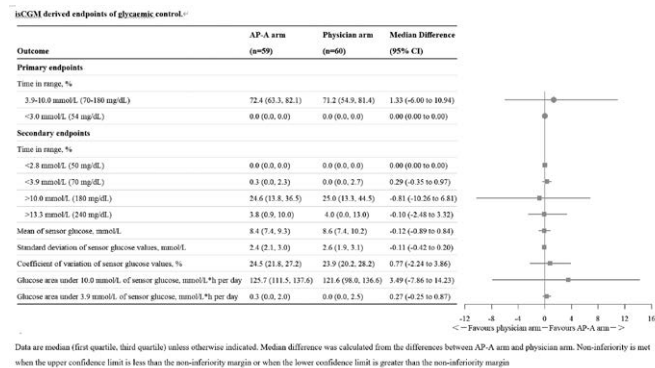 isCGM derived endpoints of glycaemic control.
AP-A arm Physician arm Median Difference
Outcome (n=59) (n=60) (95% CI)
Primary endpoints
Time in range, %
3.9-10.0 mmol/L (70-180 mg/dL) 72.4 (63.3, 82.1) 71.2 (54.9, 81.4) 1.33 (-6.00 to 10.94)
<3.0 mmol/L (54 mg/dL) 0.0 (0.0, 0.0) 0.0 (0.0, 0.0) 0.00 (0.00 to 0.00)
Secondary endpoints
Time in range, %
<2.8 mmol/L (50 mg/dL) 0.0 (0.0, 0.0) 0.0 (0.0, 0.0) 0.00 (0.00 to 0.00)
<3.9 mmol/L (70 mg/dL) 0.3 (0.0, 2.3) 0.0 (0.0, 2.7) 0.29 (-0.35 to 0.97)
>10.0 mmol/L (180 mg/dL) 24.6 (13.8, 36.5) 25.0 (13.3, 44.5) -0.81 (-10.26 to 6.81)
>13.3 mmol/L (240 mg/dL) 3.8 (0.9, 10.0) 4.0 (0.0, 13.0) -0.10 (-2.48 to 3.32)
Mean of sensor glucose values, mmol/L 8.4 (7.4, 9.3) 8.6 (7.4, 10.2) -0.12 (-0.89 to 0.84)
Standard deviation of sensor glucose values, mmol/L 2.4 (2.1, 3.0) 2.6 (1.9, 3.1) -0.11 (-0.42 to 0.20)
Coefficient of variation of sensor glucose values, % 24.5 (21.8, 27.2) 23.9 (20.2, 28.2) 0.77 (-2.24 to 3.86)
Glucose area under 10.0 mmol/L of sensor glucose, mmol/L*h per day 125.7 (111.5, 137.6) 121.6 (98.0, 136.6) 3.49 (-7.86 to 14.23)
Glucose area under 3.9 mmol/L of sensor glucose, mmol/L*h per day 0.3 (0.0, 2.0) 0.0 (0.0, 2.5) 0.27 (-0.25 to 0.87)
-12 -8 -4 0 4 8 12 16
<-Favours physician arm-Favours AP-A arm->
Data are median (first quartile, third quartile) unless otherwise indicated. Median difference was calculated from the differences between AP-A arm and physician arm. Non-inferiority is met
when the upper confidence limit is less than the non-inferiority margin or when the lower confidence limit is greater than the non-inferiority margin